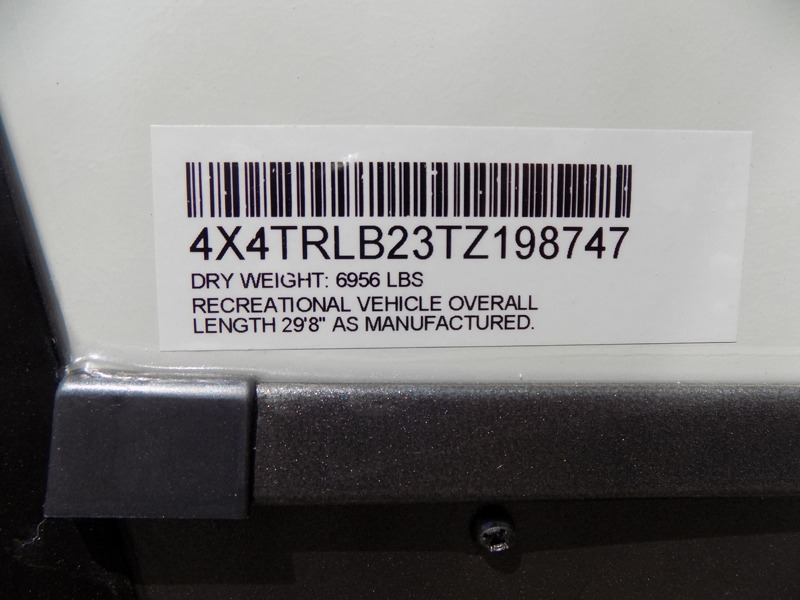 4X4TRLB23TZ198747
DRY WEIGHT: 6956 LBS
RECREATIONAL VEHICLE OVERALL
LENGTH 29'8" AS MANUFACTURED.